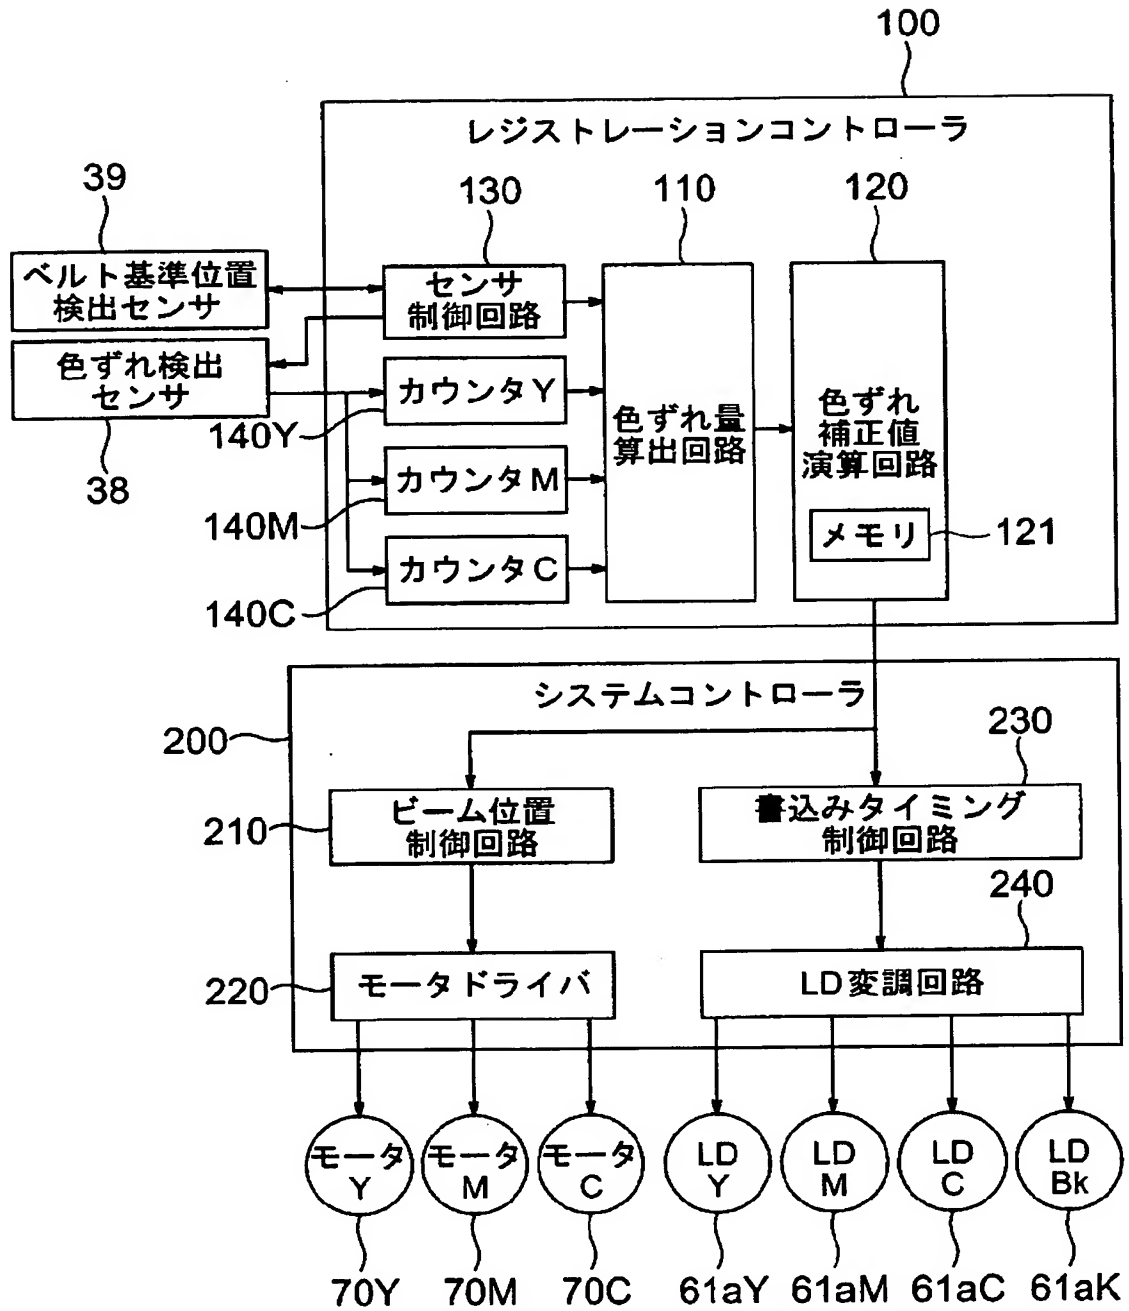 100
レジストレーションコントローラ
39
130
110
120
ベルト基準位置
検出センサ
センサ
制御回路
色ずれ検出
センサ
38
カウンタY
140Y
カウンタM
140M
カウンタC
140C
色ずれ量
算出回路
色ずれ
補正値
演算回路
メモリ
121
システムコントローラ
200
230
ビーム位置
制御回路
210
書込みタイミング
制御回路
240
モータドライバ
220
LD変調回路
モータ
Y
モータ
M
モータ
C
LD
Y
LD
M
LD
C
LD
Bk
70Y
70M
70C
61aY
61aM
61aC
61aK